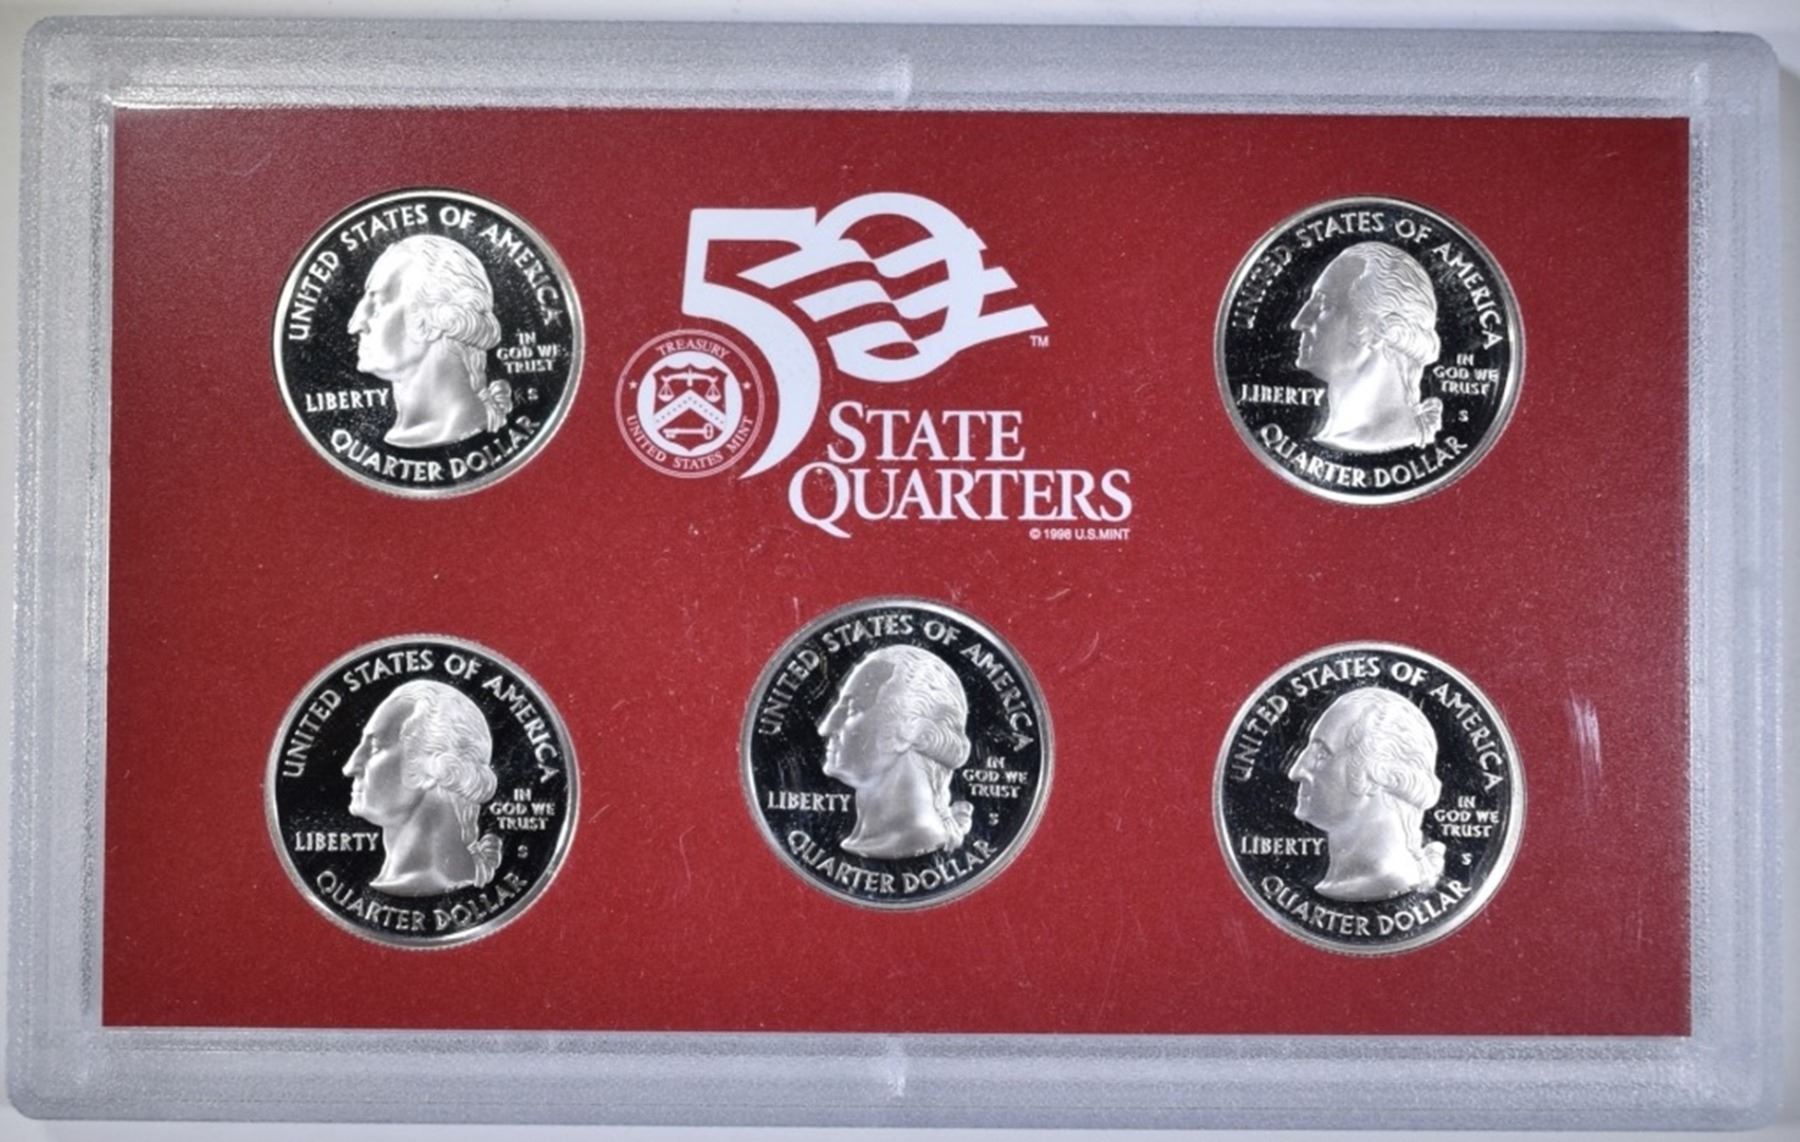 UNITED STATES OF AMERICA
IN
GOD WE
TRUST
LIBERTY
S
QUARTER DOLLAR
50
TM
TREASURY
UNITED STATES MINT
STATE
QUARTERS
© 1998 U.S.MINT
UNITED STATES OF AMERICA
IN
GOD WE
TRUST
LIBERTY
S
QUARTER DOLLAR
UNITED STATES OF AMERICA
IN
GOD WE
TRUST
LIBERTY
S
QUARTER DOLLAR
UNITED STATES OF AMERICA
IN
GOD WE
TRUST
LIBERTY
S
QUARTER DOLLAR
UNITED STATES OF AMERICA
IN
GOD WE
TRUST
LIBERTY
S
QUARTER DOLLAR